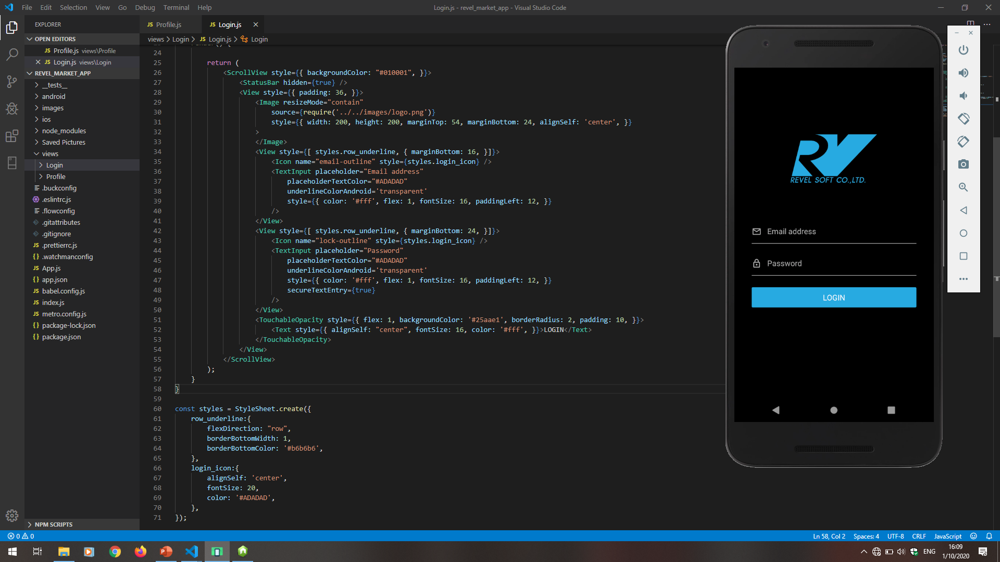 File Edit Selection View Go Debug Terminal Help
Login.js - revel_market_app - Visual Studio Code
EXPLORER
OPEN EDITORS
JS Profile.js views\Profile
JS Login.js views\Login
REVEL_MARKET_APP
__tests__
android
images
ios
node_modules
Saved Pictures
views
Login
Profile
.buckconfig
.eslintrc.js
.flowconfig
.gitattributes
.gitignore
JS .prettierrc.js
{} .watchmanconfig
JS App.js
{} app.json
JS babel.config.js
JS index.js
JS metro.config.js
{} package-lock.json
{} package.json
NPM SCRIPTS
JS Profile.js JS Login.js
views > Login > JS Login.js > Login
24
25 return (
26 <ScrollView style={{ backgroundColor: "#010001", }}>
27 <StatusBar hidden={true} />
28 <View style={{ padding: 36, }}>
29 <Image resizeMode="contain"
30 source={require('../../images/logo.png')}
31 style={{ width: 200, height: 200, marginTop: 54, marginBottom: 24, alignSelf: 'center', }}
32 >
33 </Image>
34 <View style={[ styles.row_underline, { marginBottom: 16, }]}>
35 <Icon name="email-outline" style={styles.login_icon} />
36 <TextInput placeholder="Email address"
37 placeholderTextColor="#ADADAD"
38 underlineColorAndroid='transparent'
39 style={{ color: '#fff', flex: 1, fontSize: 16, paddingLeft: 12, }}
40 />
41 </View>
42 <View style={[ styles.row_underline, { marginBottom: 24, }]}>
43 <Icon name="lock-outline" style={styles.login_icon} />
44 <TextInput placeholder="Password"
45 placeholderTextColor="#ADADAD"
46 underlineColorAndroid='transparent'
47 style={{ color: '#fff', flex: 1, fontSize: 16, paddingLeft: 12, }}
48 secureTextEntry={true}
49 />
50 </View>
51 <TouchableOpacity style={{ flex: 1, backgroundColor: '#25aae1', borderRadius: 2, padding: 10, }}>
52 <Text style={{ alignSelf: "center", fontSize: 16, color: '#fff', }}>LOGIN</Text>
53 </TouchableOpacity>
54 </View>
55 </ScrollView>
56 );
57 }
58 }
59
60 const styles = StyleSheet.create({
61 row_underline:{
62 flexDirection: "row",
63 borderBottomWidth: 1,
64 borderBottomColor: '#b6b6b6',
65 },
66 login_icon:{
67 alignSelf: 'center',
68 fontSize: 20,
69 color: '#ADADAD',
70 },
71 });
RV
REVEL SOFT CO.,LTD.
Email address
Password
LOGIN
0 0
Ln 58, Col 2 Spaces: 4 UTF-8 CRLF JavaScript
ENG
16:09
1/10/2020